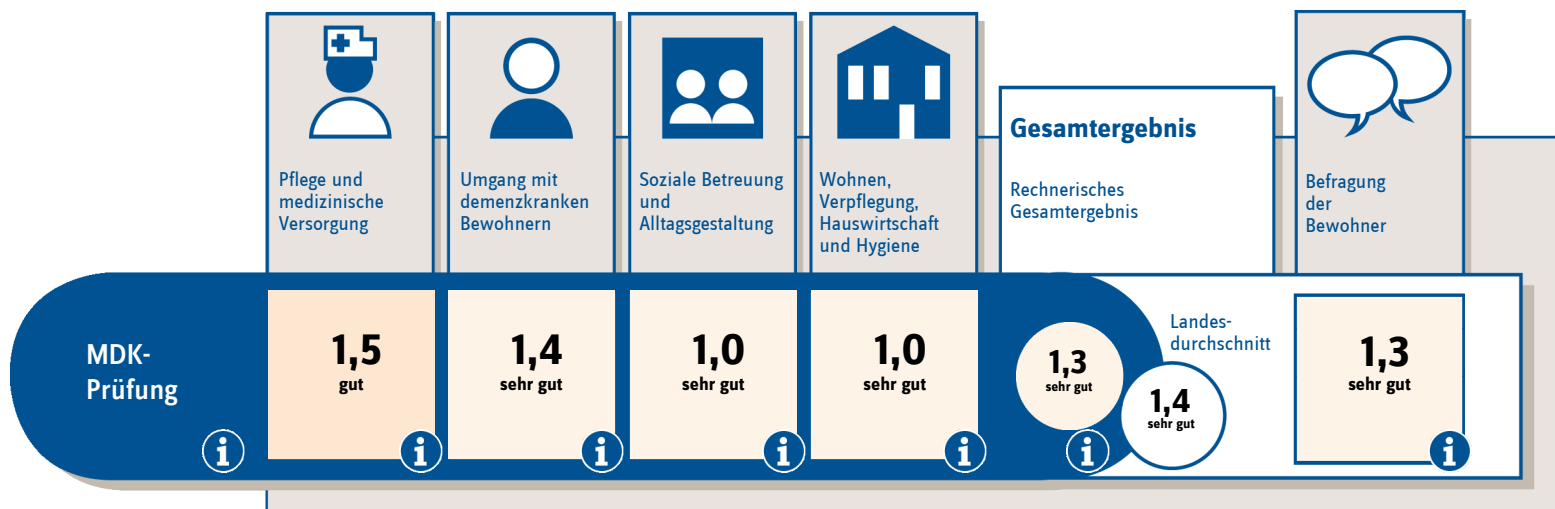 Pflege und
medizinische
Versorgung
Umgang mit
demenzkranken
Bewohnern
Soziale Betreuung
und
Alltagsgestaltung
Wohnen,
Verpflegung,
Hauswirtschaft
und Hygiene
Gesamtergebnis
Rechnerisches
Gesamtergebnis
Befragung
der
Bewohner
MDK-
Prüfung
i
1,5
gut
i
1,4
sehr gut
i
1,0
sehr gut
i
1,0
sehr gut
i
1,3
sehr gut
i
Landes-
durchschnitt
1,4
sehr gut
1,3
sehr gut
i